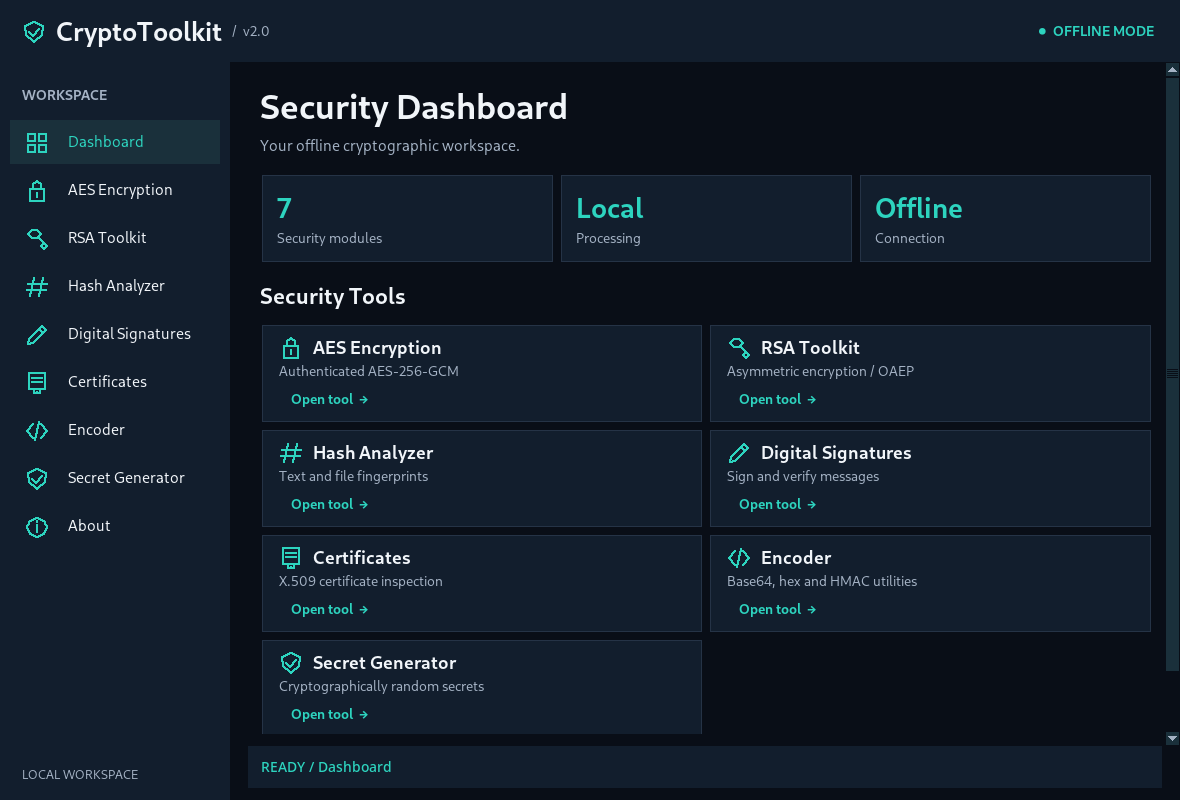 CryptoToolkit / v2.0
OFFLINE MODE
WORKSPACE
Dashboard
AES Encryption
RSA Toolkit
Hash Analyzer
Digital Signatures
Certificates
Encoder
Secret Generator
About
LOCAL WORKSPACE
Security Dashboard
Your offline cryptographic workspace.
7
Security modules
Local
Processing
Offline
Connection
Security Tools
AES Encryption
Authenticated AES-256-GCM
Open tool →
RSA Toolkit
Asymmetric encryption / OAEP
Open tool →
Hash Analyzer
Text and file fingerprints
Open tool →
Digital Signatures
Sign and verify messages
Open tool →
Certificates
X.509 certificate inspection
Open tool →
Encoder
Base64, hex and HMAC utilities
Open tool →
Secret Generator
Cryptographically random secrets
Open tool →
READY / Dashboard